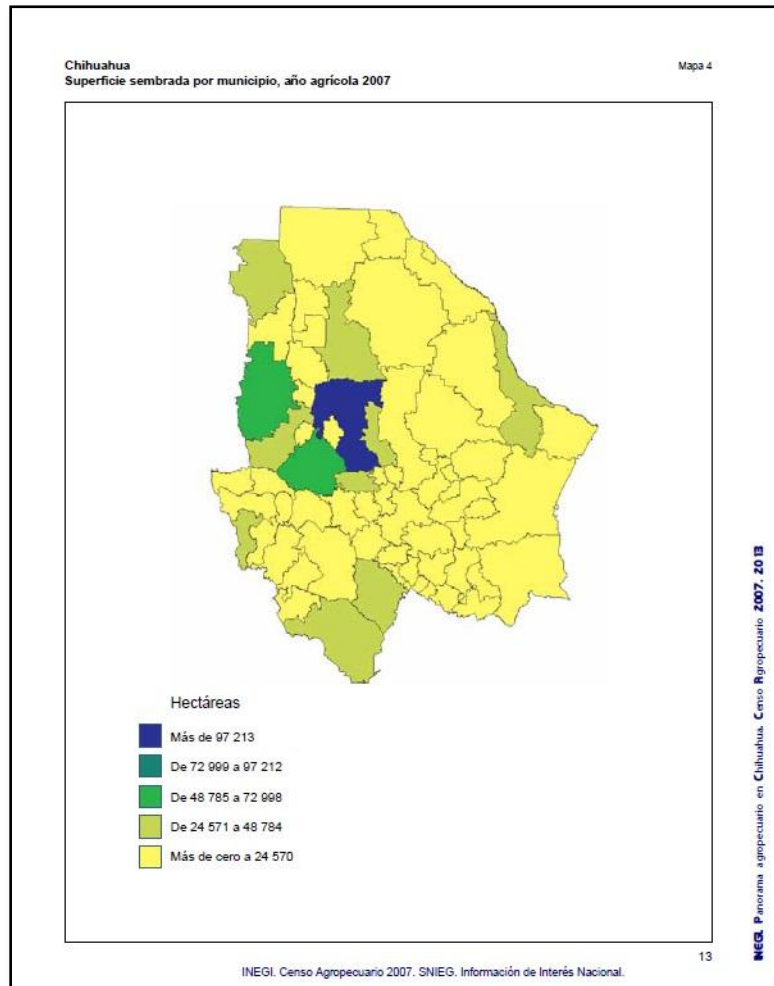 Chihuahua
Mapa 4
Superficie sembrada por municipio, año agrícola 2007
Hectáreas
Más de 97 213
De 72 999 a 97 212
De 48 785 a 72 998
De 24 571 a 48 784
Más de cero a 24 570
INEGI. Panorama agropecuario en Chihuahua. Censo Agropecuario 2007. 2013
13
INEGI. Censo Agropecuario 2007. SNIEG. Información de Interés Nacional.